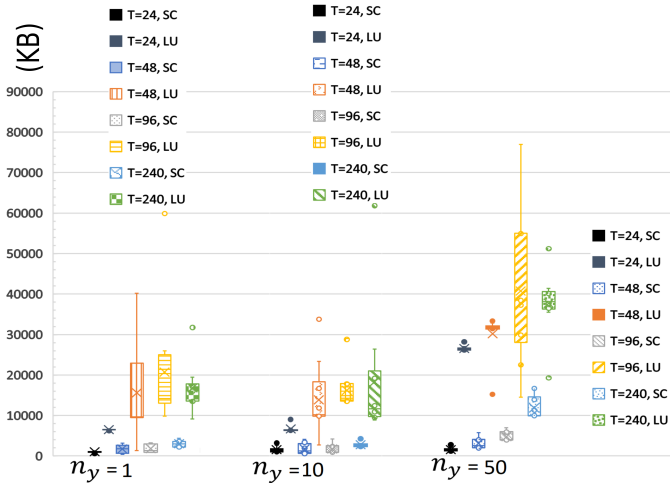 (KB)
T=24, SC
T=24, LU
T=48, SC
T=48, LU
T=96, SC
T=96, LU
T=240, SC
T=240, LU
T=24, SC
T=24, LU
T=48, SC
T=48, LU
T=96, SC
T=96, LU
T=240, SC
T=240, LU
90000
80000
70000
60000
50000
40000
30000
20000
10000
0
T=24, SC
T=24, LU
T=48, SC
T=48, LU
T=96, SC
T=96, LU
T=240, SC
T=240, LU
n_y = 1
n_y = 10
n_y = 50